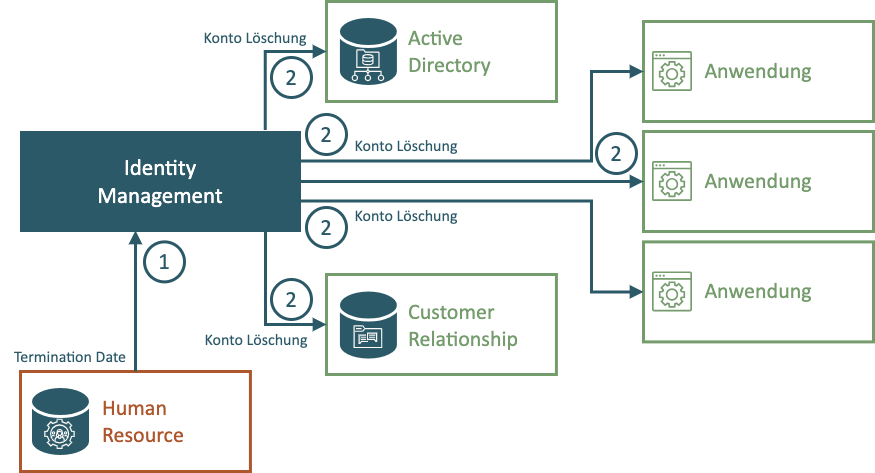 Konto Löschung
2
Active
Directory
Anwendung
2
Konto Löschung
2
Anwendung
Identity
Management
2
Konto Löschung
1
2
Anwendung
Customer
Relationship
Konto Löschung
Termination Date
Human
Resource